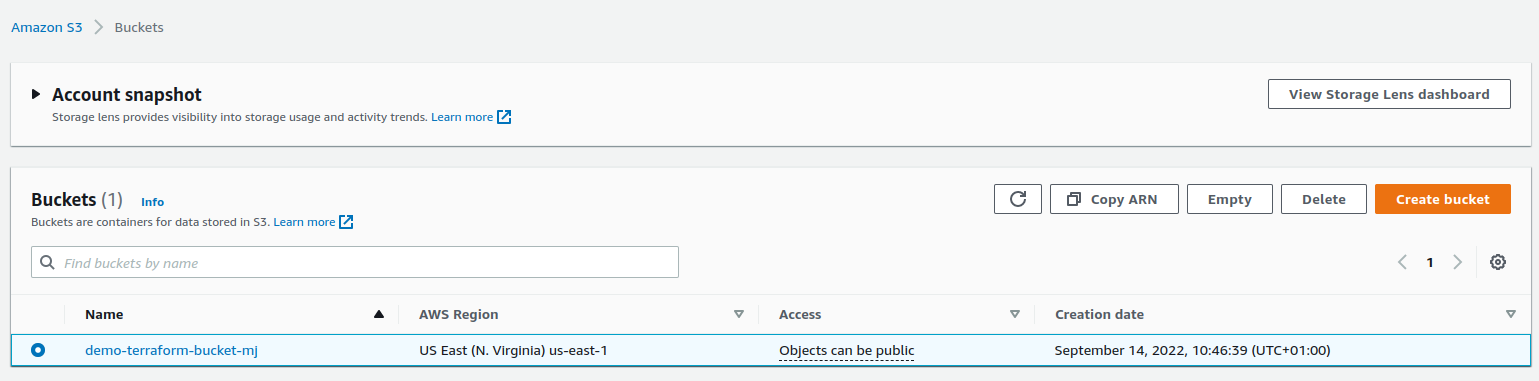 Amazon S3 > Buckets
Account snapshot
View Storage Lens dashboard
Storage lens provides visibility into storage usage and activity trends. Learn more
Buckets (1) Info
Copy ARN Empty Delete Create bucket
Buckets are containers for data stored in S3. Learn more
Find buckets by name
1
Name AWS Region Access Creation date
demo-terraform-bucket-mj US East (N. Virginia) us-east-1 Objects can be public September 14, 2022, 10:46:39 (UTC+01:00)